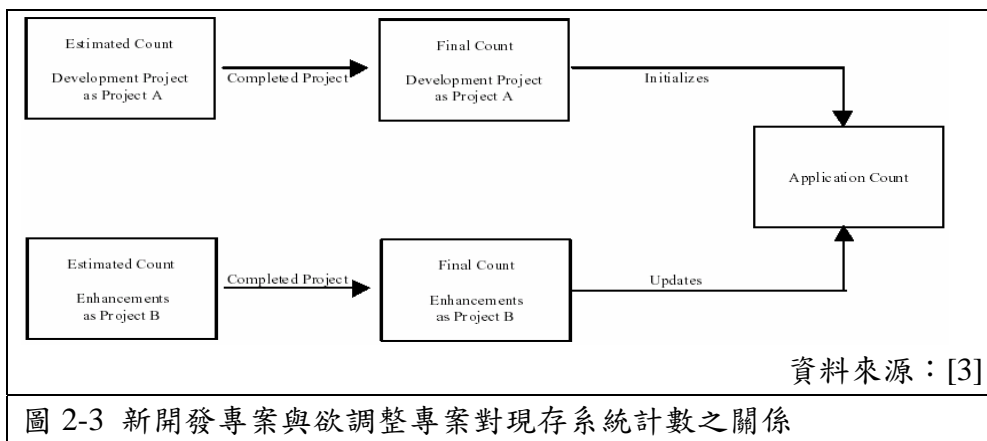 Estimated Count
Development Project
as Project A
Completed Project
Final Count
Development Project
as Project A
Initializes
Application Count
Estimated Count
Enhancements
as Project B
Completed Project
Final Count
Enhancements
as Project B
Updates
資料來源：[3]
圖 2-3 新開發專案與欲調整專案對現存系統計數之關係